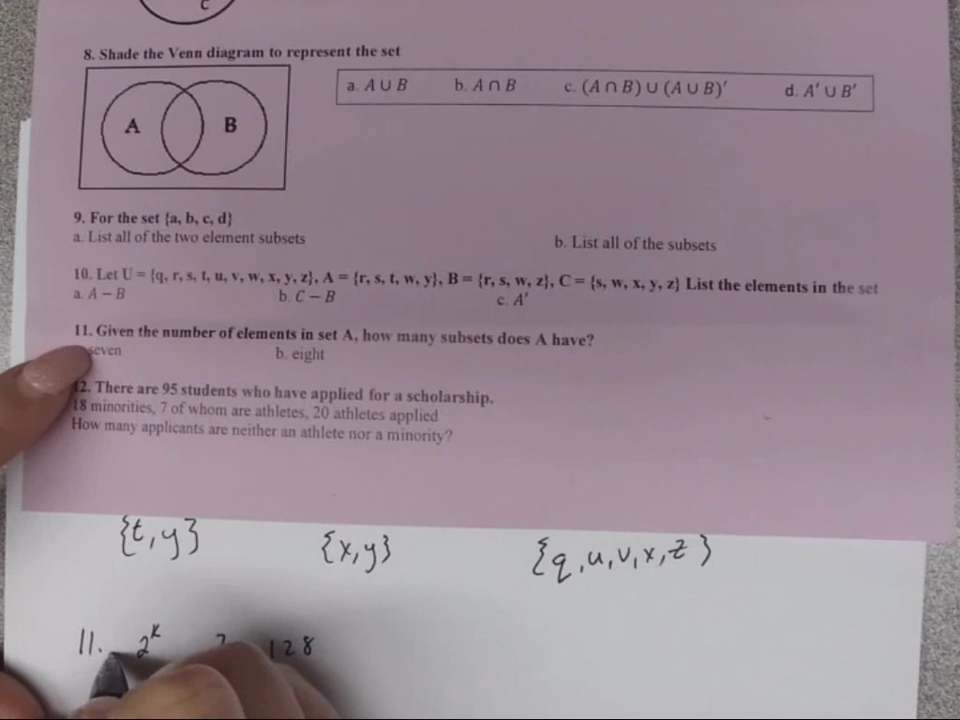 C
8. Shade the Venn diagram to represent the set
a. A ∪ B b. A ∩ B c. (A ∩ B) ∪ (A ∪ B)′ d. A′ ∪ B′
A B
9. For the set {a, b, c, d}
a. List all of the two element subsets b. List all of the subsets
10. Let U = {q, r, s, t, u, v, w, x, y, z}, A = {r, s, t, w, y}, B = {r, s, w, z}, C = {s, w, x, y, z} List the elements in the set
a. A – B b. C – B c. A′
11. Given the number of elements in set A, how many subsets does A have?
seven b. eight
12. There are 95 students who have applied for a scholarship.
18 minorities, 7 of whom are athletes, 20 athletes applied
How many applicants are neither an athlete nor a minority?
{t,y} {x,y} {q,u,v,x,z}
11. 2^k 128